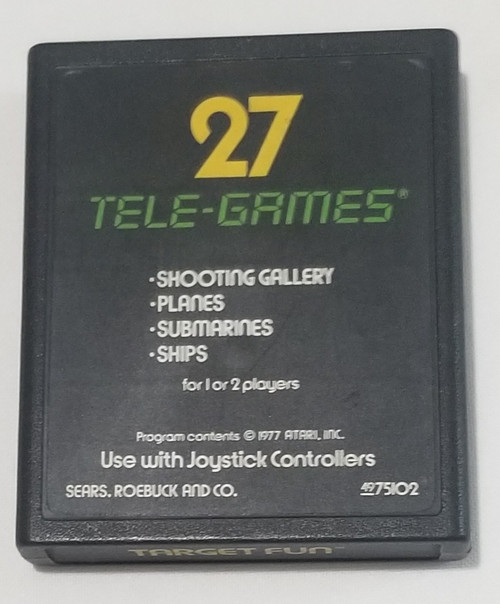 27
TELE-GAMES®
·SHOOTING GALLERY
·PLANES
·SUBMARINES
·SHIPS
for 1 or 2 players
Program contents © 1977 ATARI, INC.
Use with Joystick Controllers
SEARS, ROEBUCK AND CO. 4975102
TARGET FUN™